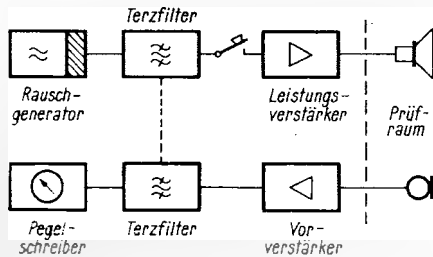 Terzfilter
Rausch-
generator
Leistungs-
verstärker
Prüf-
raum
Pegel-
schreiber
Terzfilter
Vor-
verstärker